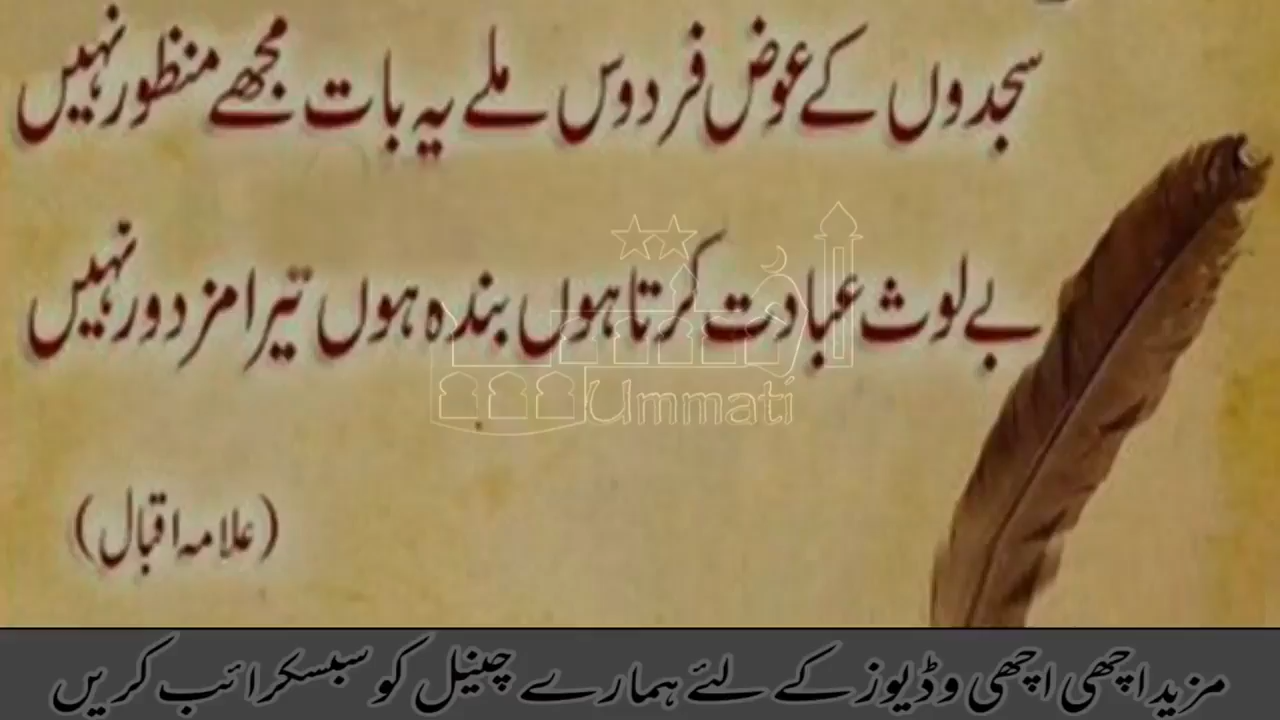 سجدوں کے عوض فردوس ملے یہ بات مجھے منظور نہیں
بے لوث عبادت کرتا ہوں بندہ ہوں تیرا مزدور نہیں
Ummati
(علامہ اقبال)
مزید اچھی اچھی وڈیوز کے لئے ہمارے چینیل کو سبسکرائب کریں